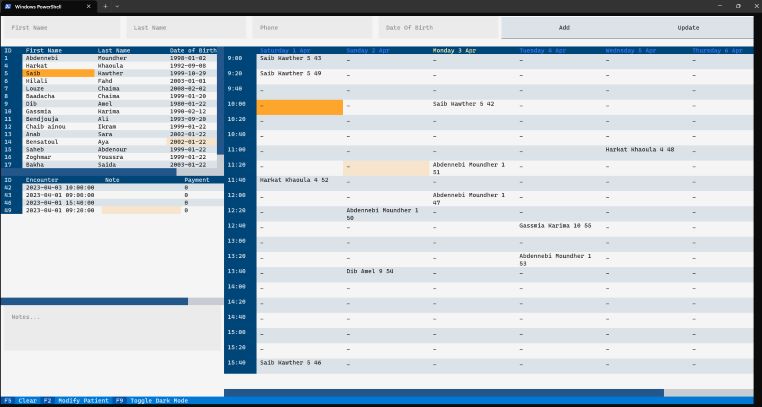 Windows PowerShell
First Name Last Name Phone Date Of Birth Add Update
ID First Name Last Name Date of Birth
1 Abdennebi Moundher 1998-01-02
4 Harkat Khaoula 1992-09-08
5 Saib Kawther 1999-10-29
6 Hilali Fahd 2003-01-01
7 Louze Chaima 2008-02-02
8 Baadacha Chaima 1999-01-20
9 Dib Amel 1980-01-22
10 Gassmia Karima 1990-02-12
11 Bendjouja Ali 1993-09-20
12 Chaib ainou Ikram 1999-01-22
13 Anab Sara 2002-01-22
14 Bensatoul Aya 2002-01-22
15 Saheb Abdenour 1999-01-22
16 Zoghmar Youssra 1999-01-22
17 Bakha Saida 2003-01-22
ID Encounter Note Payment
42 2023-04-03 10:00:00 0
43 2023-04-01 09:00:00 0
46 2023-04-01 15:40:00 0
49 2023-04-01 09:20:00 0
Notes...
Saturday 1 Apr Sunday 2 Apr Monday 3 Apr Tuesday 4 Apr Wednesday 5 Apr Thursday 6 Apr
9:00 Saib Kawther 5 43 – – – – –
9:20 Saib Kawther 5 49 – – – – –
9:40 – – – – – –
10:00 – – Saib Kawther 5 42 – – –
10:20 – – – – – –
10:40 – – – – – –
11:00 – – – – Harkat Khaoula 4 48 –
11:20 – – Abdennebi Moundher 1 – – –
51
11:40 Harkat Khaoula 4 52 – – – – –
12:00 – – Abdennebi Moundher 1 – – –
47
12:20 – Abdennebi Moundher 1 – – – –
50
12:40 – – – Gassmia Karima 10 55 – –
13:00 – – – – – –
13:20 – – – Abdennebi Moundher 1 – –
53
13:40 – Dib Amel 9 54 – – – –
14:00 – – – – – –
14:20 – – – – – –
14:40 – – – – – –
15:00 – – – – – –
15:20 – – – – – –
15:40 Saib Kawther 5 46 – – – – –
F5 Clear F2 Modify Patient F9 Toggle Dark Mode